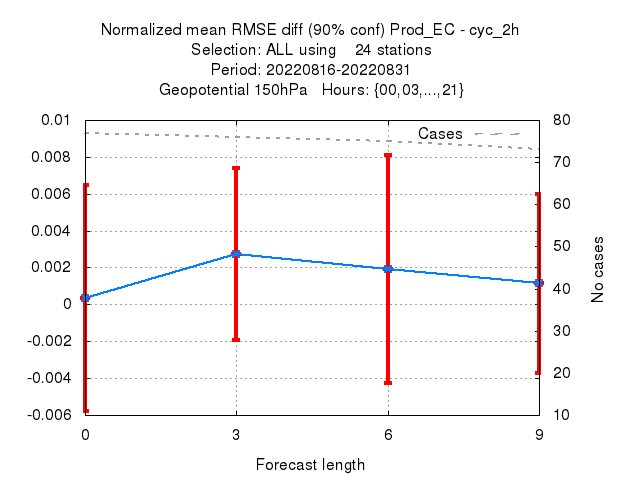 Normalized mean RMSE diff (90% conf) Prod_EC - cyc_2h
Selection: ALL using    24 stations
Period: 20220816-20220831
Geopotential 150hPa   Hours: {00,03,...,21}
Cases
0.01
0.008
0.006
0.004
0.002
0
-0.002
-0.004
-0.006
80
70
60
50
40
30
20
10
No cases
0 3 6 9
Forecast length